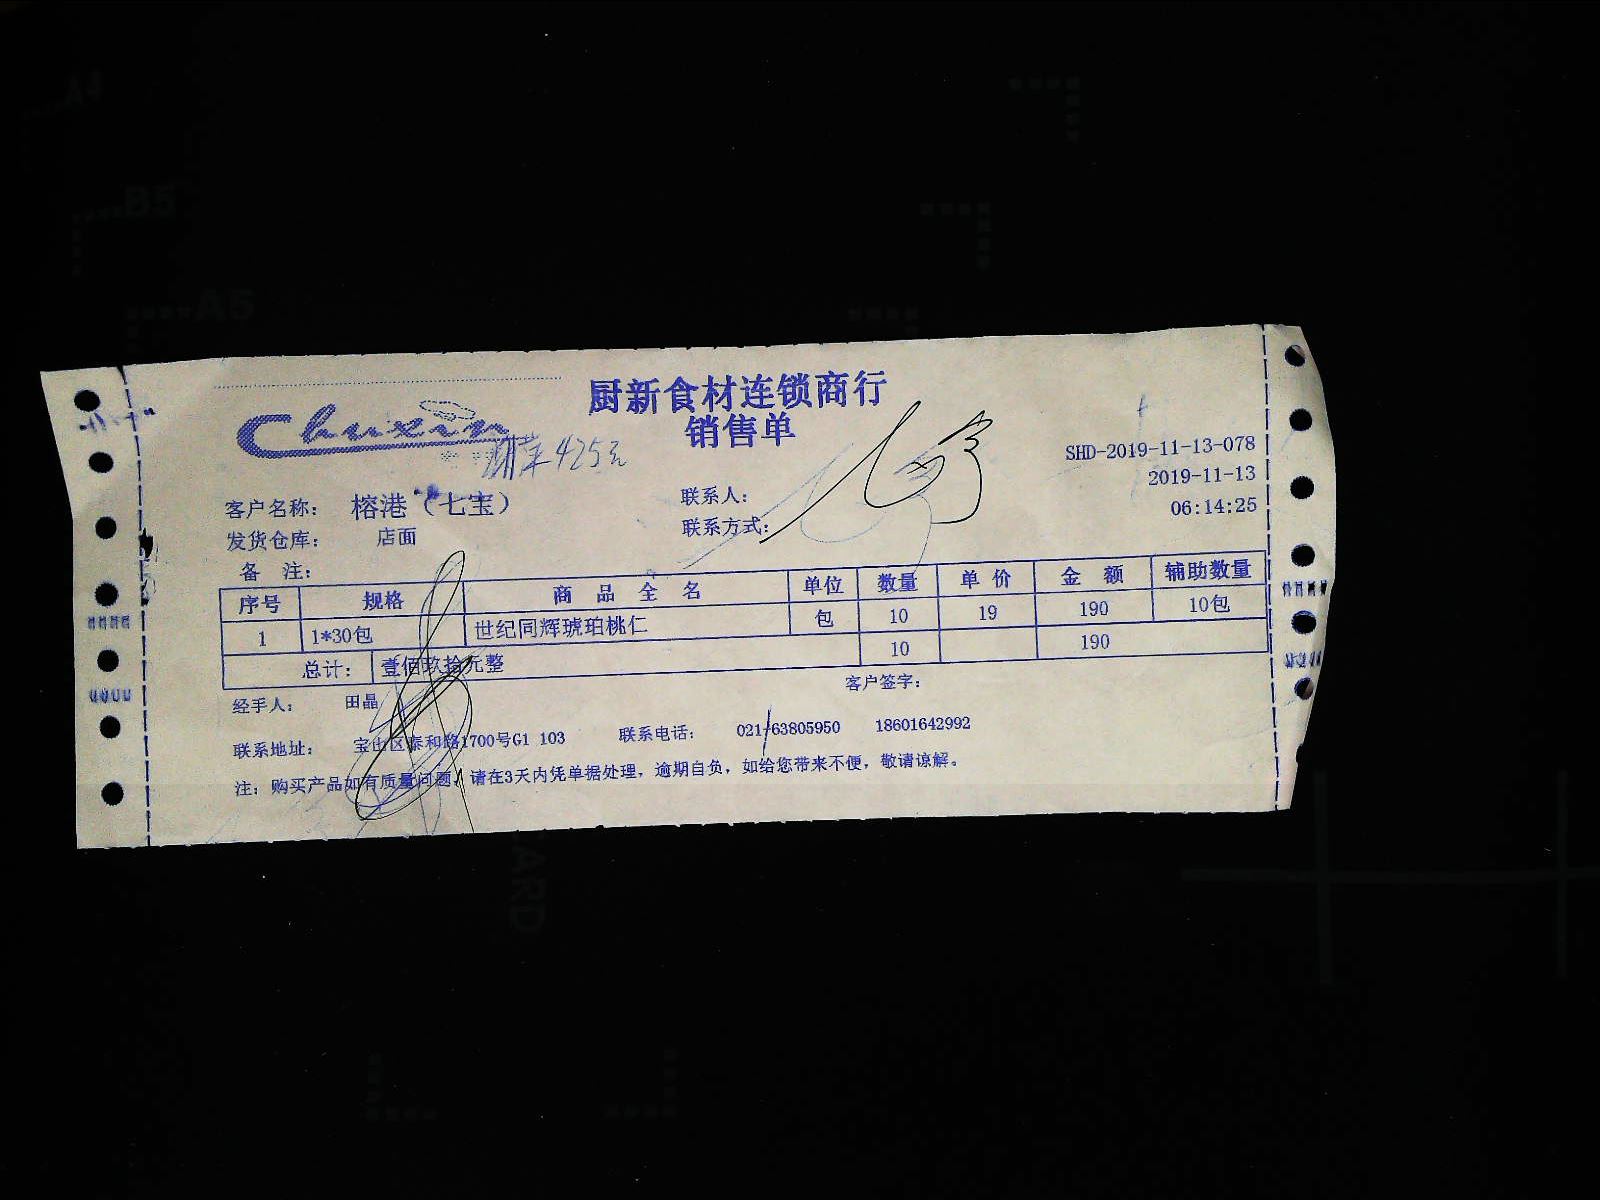 厨新食材连锁商行
销售单
Chuxin
425元
SHD-2019-11-13-078
2019-11-13
06:14:25
客户名称: 榕港（七宝） 联系人:
发货仓库: 店面 联系方式:
备 注:
序号 规格 商 品 全 名 单位 数量 单 价 金 额 辅助数量
1 1*30包 世纪同辉琥珀桃仁 包 10 19 190 10包
总计: 壹佰玖拾元整 10 190
经手人: 田晶 客户签字:
联系地址: 宝山区泰和路1700号G1 103 联系电话: 021-63805950 18601642992
注: 购买产品如有质量问题，请在3天内凭单据处理，逾期自负，如给您带来不便，敬请谅解。
A4
B5
A5